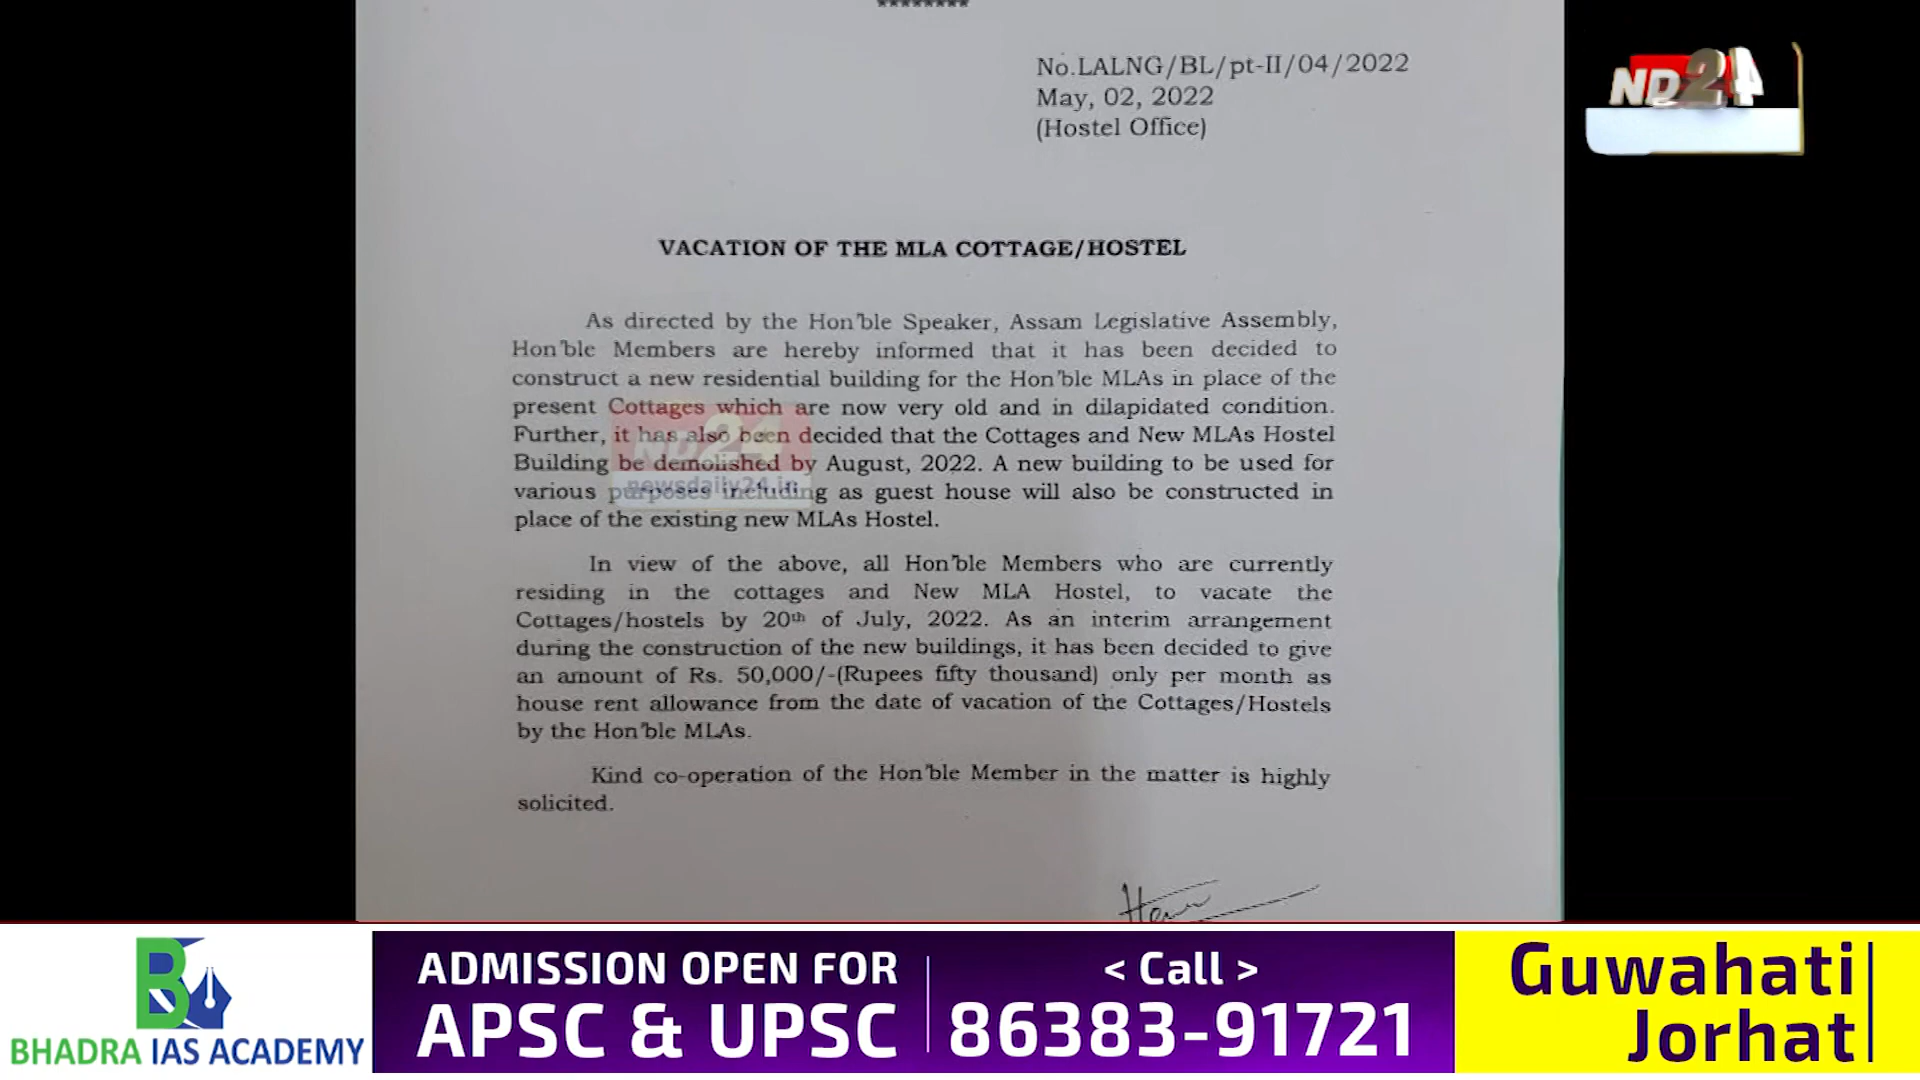 ********
No.LALNG/BL/pt-II/04/2022
May, 02, 2022
(Hostel Office)
ND24
VACATION OF THE MLA COTTAGE/HOSTEL
As directed by the Hon'ble Speaker, Assam Legislative Assembly,
Hon'ble Members are hereby informed that it has been decided to
construct a new residential building for the Hon'ble MLAs in place of the
present Cottages which are now very old and in dilapidated condition.
Further, it has also been decided that the Cottages and New MLAs Hostel
Building be demolished by August, 2022. A new building to be used for
various purposes including as guest house will also be constructed in
place of the existing new MLAs Hostel.
ND24
newsdaily24.in
In view of the above, all Hon'ble Members who are currently
residing in the cottages and New MLA Hostel, to vacate the
Cottages/hostels by 20th of July, 2022. As an interim arrangement
during the construction of the new buildings, it has been decided to give
an amount of Rs. 50,000/-(Rupees fifty thousand) only per month as
house rent allowance from the date of vacation of the Cottages/Hostels
by the Hon'ble MLAs.
Kind co-operation of the Hon'ble Member in the matter is highly
solicited.
BHADRA IAS ACADEMY
ADMISSION OPEN FOR
APSC & UPSC
< Call >
86383-91721
Guwahati
Jorhat